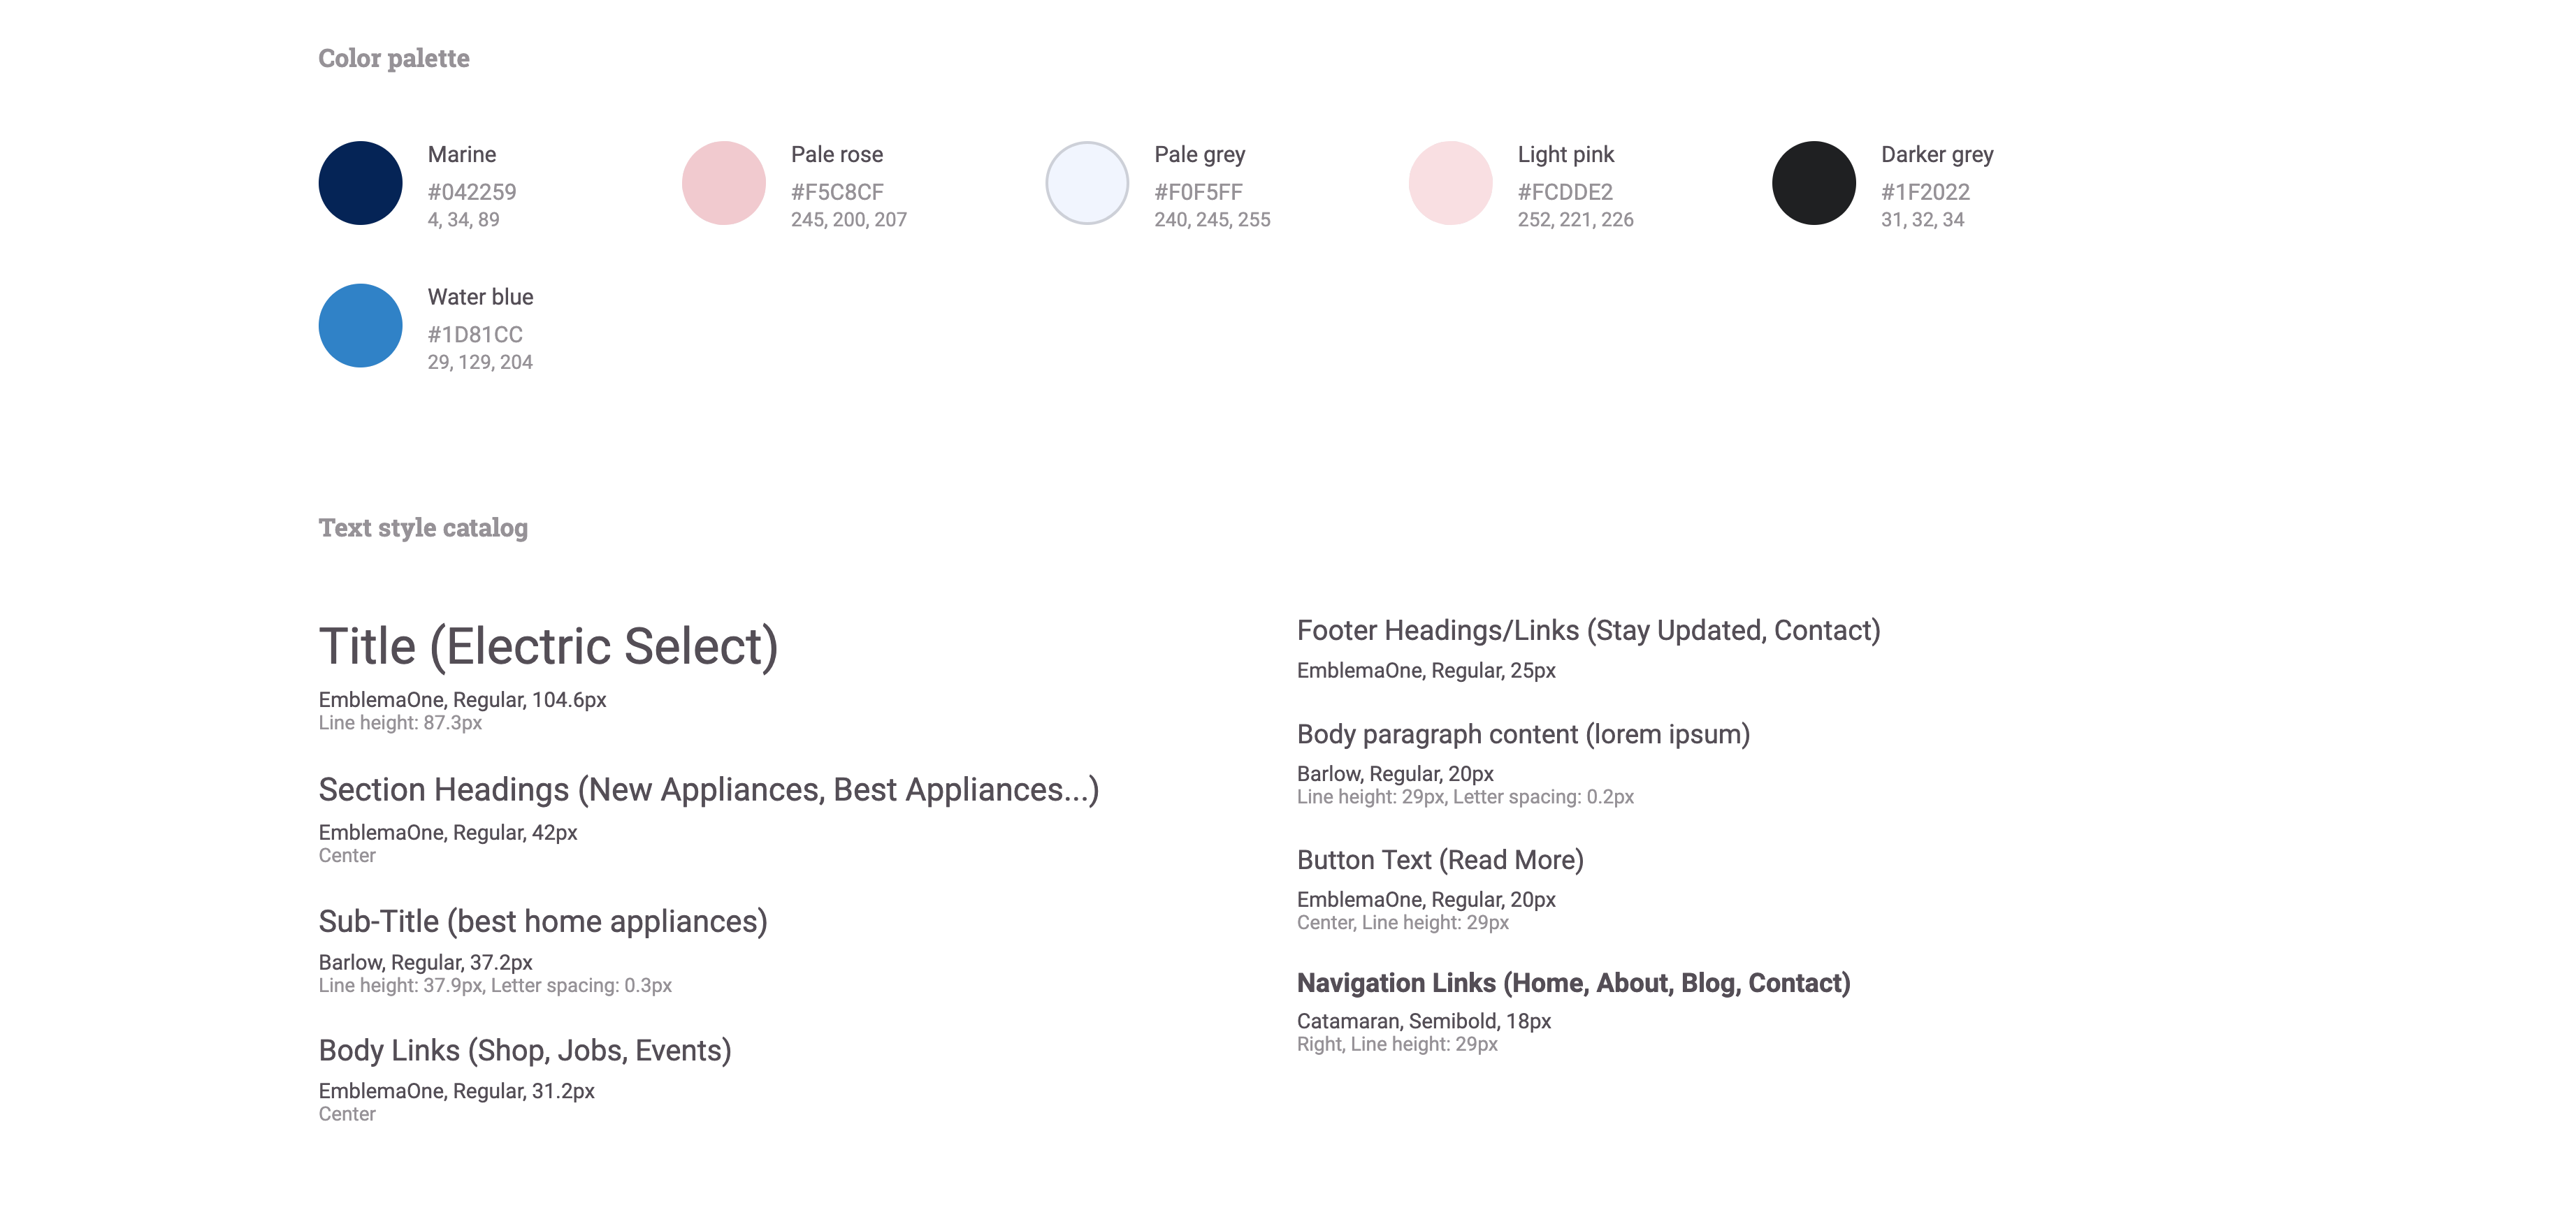 Color palette
Marine
#042259
4, 34, 89
Pale rose
#F5C8CF
245, 200, 207
Pale grey
#F0F5FF
240, 245, 255
Light pink
#FCDDE2
252, 221, 226
Darker grey
#1F2022
31, 32, 34
Water blue
#1D81CC
29, 129, 204
Text style catalog
Title (Electric Select)
EmblemaOne, Regular, 104.6px
Line height: 87.3px
Section Headings (New Appliances, Best Appliances...)
EmblemaOne, Regular, 42px
Center
Sub-Title (best home appliances)
Barlow, Regular, 37.2px
Line height: 37.9px, Letter spacing: 0.3px
Body Links (Shop, Jobs, Events)
EmblemaOne, Regular, 31.2px
Center
Footer Headings/Links (Stay Updated, Contact)
EmblemaOne, Regular, 25px
Body paragraph content (lorem ipsum)
Barlow, Regular, 20px
Line height: 29px, Letter spacing: 0.2px
Button Text (Read More)
EmblemaOne, Regular, 20px
Center, Line height: 29px
Navigation Links (Home, About, Blog, Contact)
Catamaran, Semibold, 18px
Right, Line height: 29px